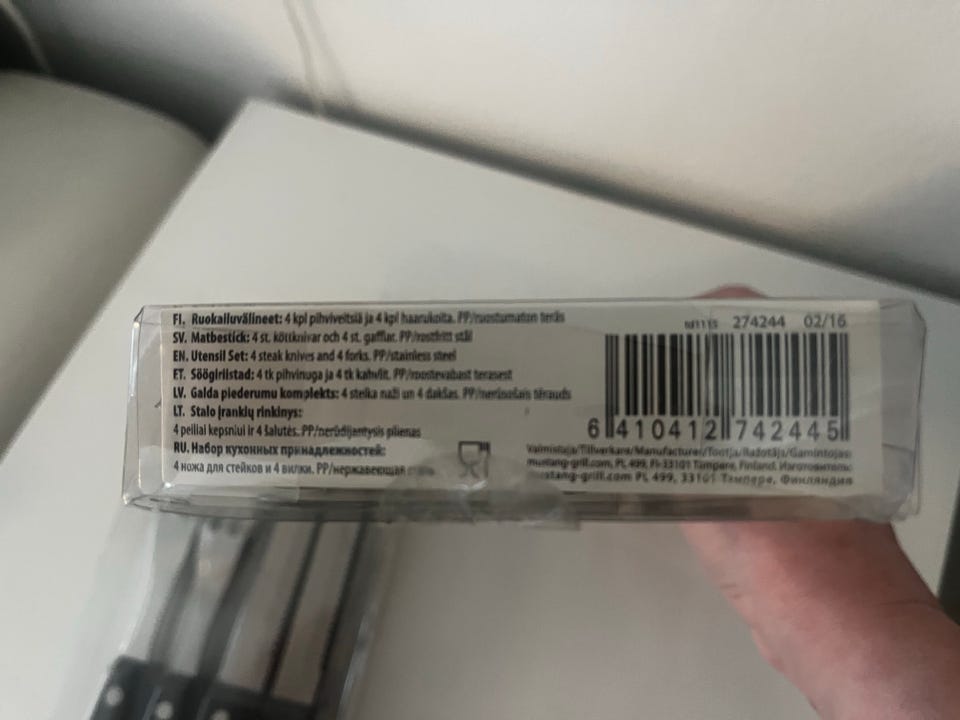 FI. Ruokailuvälineet: 4 kpl pihviveitsiä ja 4 kpl haarukoita. PP/ruostumaton teräs
SV. Matbestick: 4 st. köttknivar och 4 st. gafflar. PP/rostfritt stål
EN. Utensil Set: 4 steak knives and 4 forks. PP/stainless steel
ET. Söögiriistad: 4 tk pihvinuga ja 4 tk kahvlit. PP/roostevabast terasest
LV. Galda piederumu komplekts: 4 steika naži un 4 dakšas. PP/nerūsošais tērauds
LT. Stalo įrankių rinkinys:
4 peiliai kepsniui ir 4 šalutės. PP/nerūdijantysis plienas
RU. Набор кухонных принадлежностей:
4 ножа для стейков и 4 вилки. PP/нержавеющая
274244 02/16
6 410412 742445
Valmistaja/Tillverkare/Manufacturer/Tootja/Ražotājs/Gamintojas:
mustang-grill.com, PL 499, FI-33101 Tampere, Finland. Изготовитель:
mustang-grill.com PL 499, 33101 Тампере, Финляндия